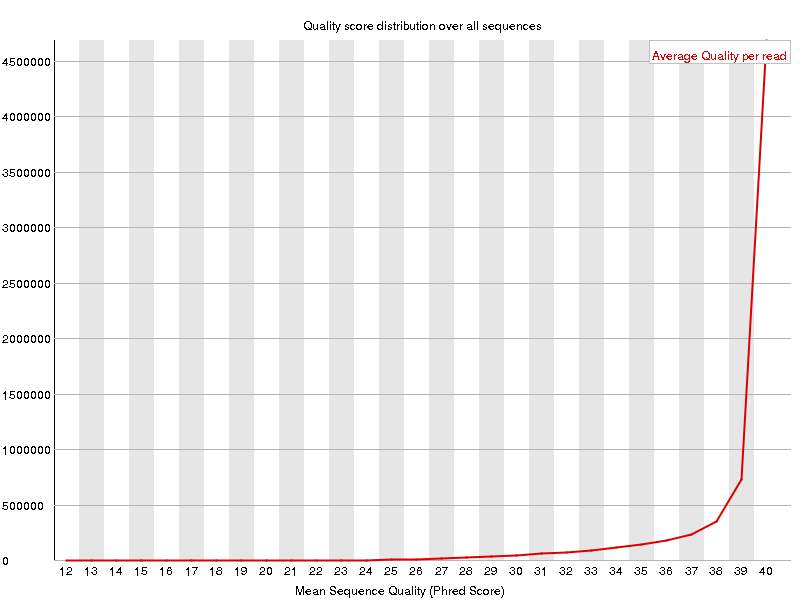 Quality score distribution over all sequences
Average Quality per read
4500000
4000000
3500000
3000000
2500000
2000000
1500000
1000000
500000
0
12 13 14 15 16 17 18 19 20 21 22 23 24 25 26 27 28 29 30 31 32 33 34 35 36 37 38 39 40
Mean Sequence Quality (Phred Score)